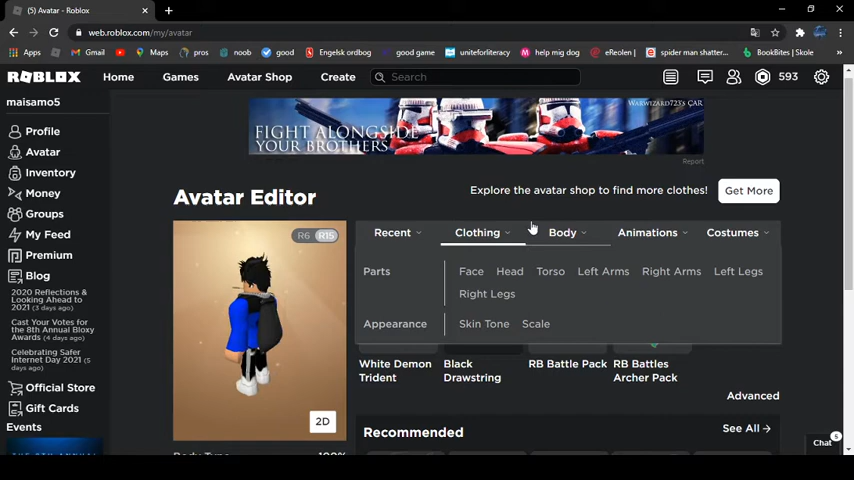 (5) Avatar - Roblox
web.roblox.com/my/avatar
Apps Gmail Maps pros noob good Engelsk ordbog good game uniteforliteracy help mig dog eReolen spider man shatter... BookBites | Skole
ROBLOX Home Games Avatar Shop Create Search 593
maisamo5
Profile
Avatar
Inventory
Money
Groups
My Feed
Premium
Blog
2020 Reflections &
Looking Ahead to
2021 (3 days ago)
Cast Your Votes for
the 8th Annual Bloxy
Awards (4 days ago)
Celebrating Safer
Internet Day 2021 (5
days ago)
Official Store
Gift Cards
Events
FIGHT ALONGSIDE
YOUR BROTHERS
WARWIZARD723'S ÇAR
Report
Avatar Editor
Explore the avatar shop to find more clothes! Get More
R6 R15
2D
Recent Clothing Body Animations Costumes
Parts Face Head Torso Left Arms Right Arms Left Legs
Right Legs
Appearance Skin Tone Scale
White Demon
Trident
Black
Drawstring
RB Battle Pack
RB Battles
Archer Pack
Advanced
Recommended See All
Body Type 100%
Chat 5